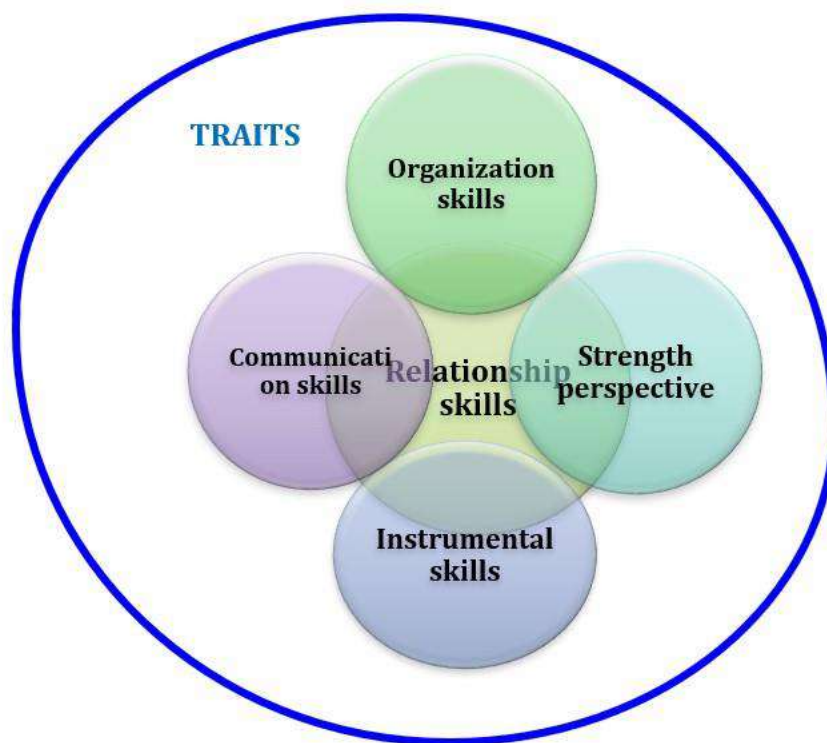 TRAITS
Organization
skills
Communicati
on skills
Relationship
skills
Strength
perspective
Instrumental
skills